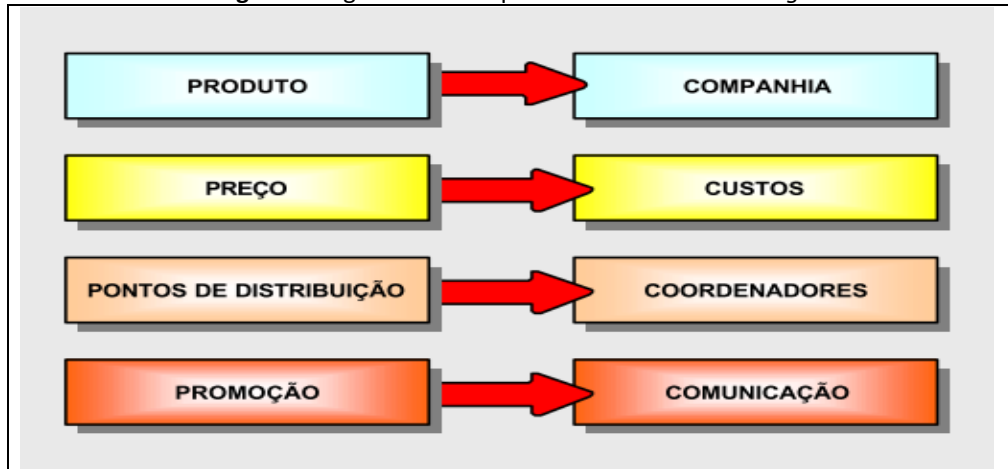 PRODUTO COMPANHIA
PREÇO CUSTOS
PONTOS DE DISTRIBUIÇÃO COORDENADORES
PROMOÇÃO COMUNICAÇÃO